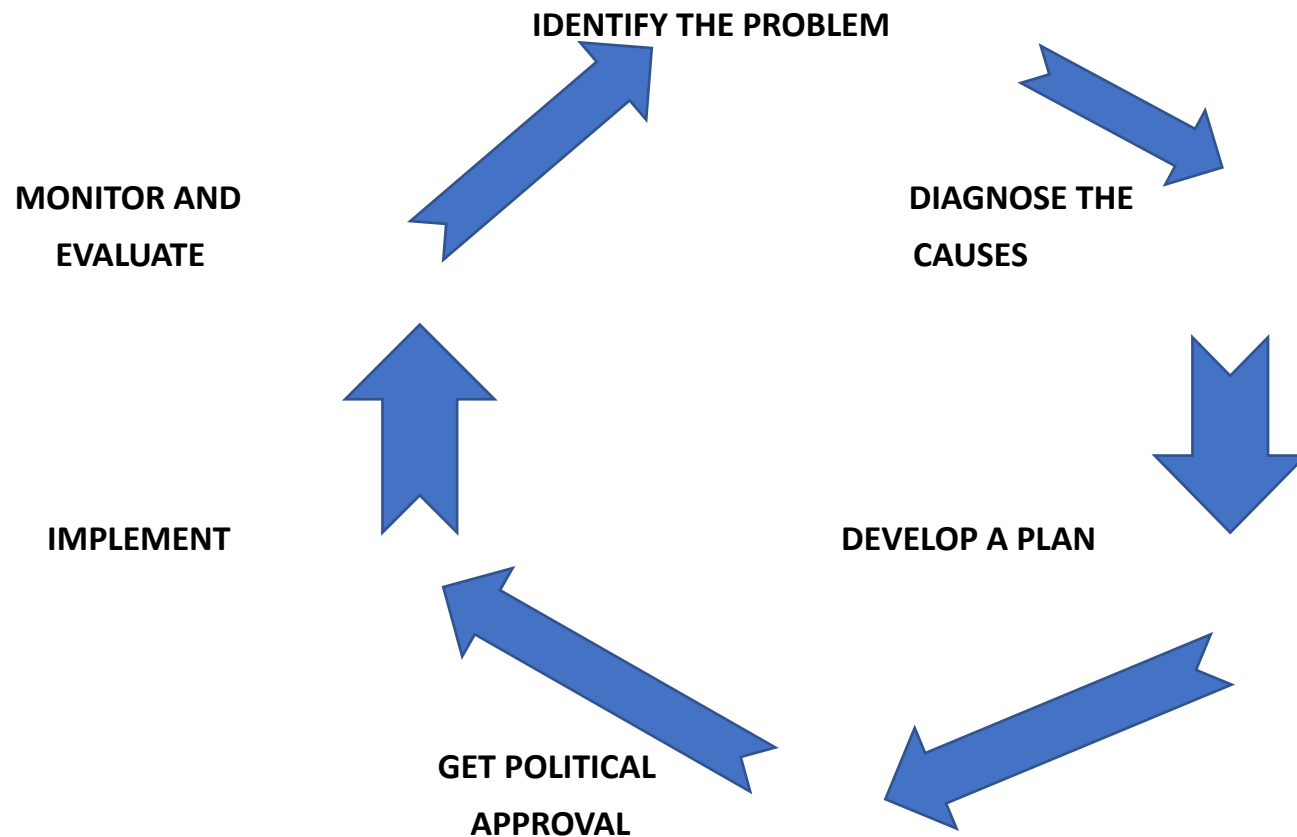 IDENTIFY THE PROBLEM
DIAGNOSE THE
CAUSES
DEVELOP A PLAN
GET POLITICAL
APPROVAL
IMPLEMENT
MONITOR AND
EVALUATE